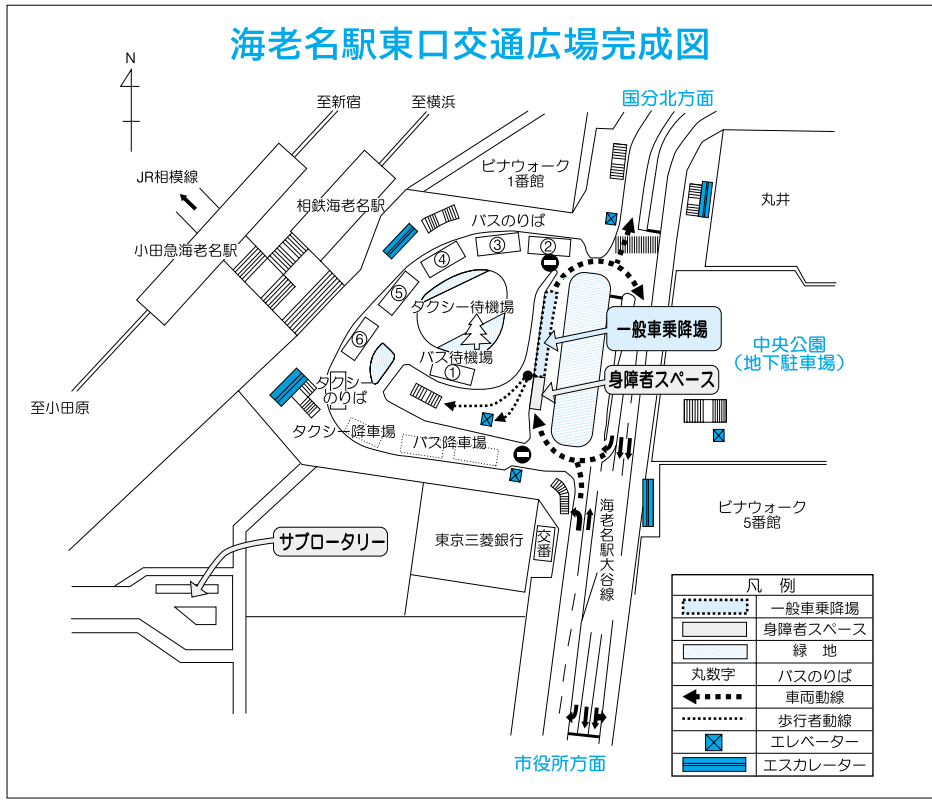 海老名駅東口交通広場完成図
N
国分北方面
至新宿
至横浜
JR相模線
ビナウォーク
1番館
丸井
相鉄海老名駅
小田急海老名駅
バスのりば
②
③
④
⑤
⑥
①
タクシー待機場
バス待機場
一般車乗降場
身障者スペース
中央公園
(地下駐車場)
至小田原
タクシー
のりば
タクシー降車場
バス降車場
ビナウォーク
5番館
海老名駅大谷線
サブロータリー
東京三菱銀行
交番
市役所方面
凡 例
一般車乗降場
身障者スペース
緑 地
丸数字 バスのりば
車両動線
歩行者動線
エレベーター
エスカレーター